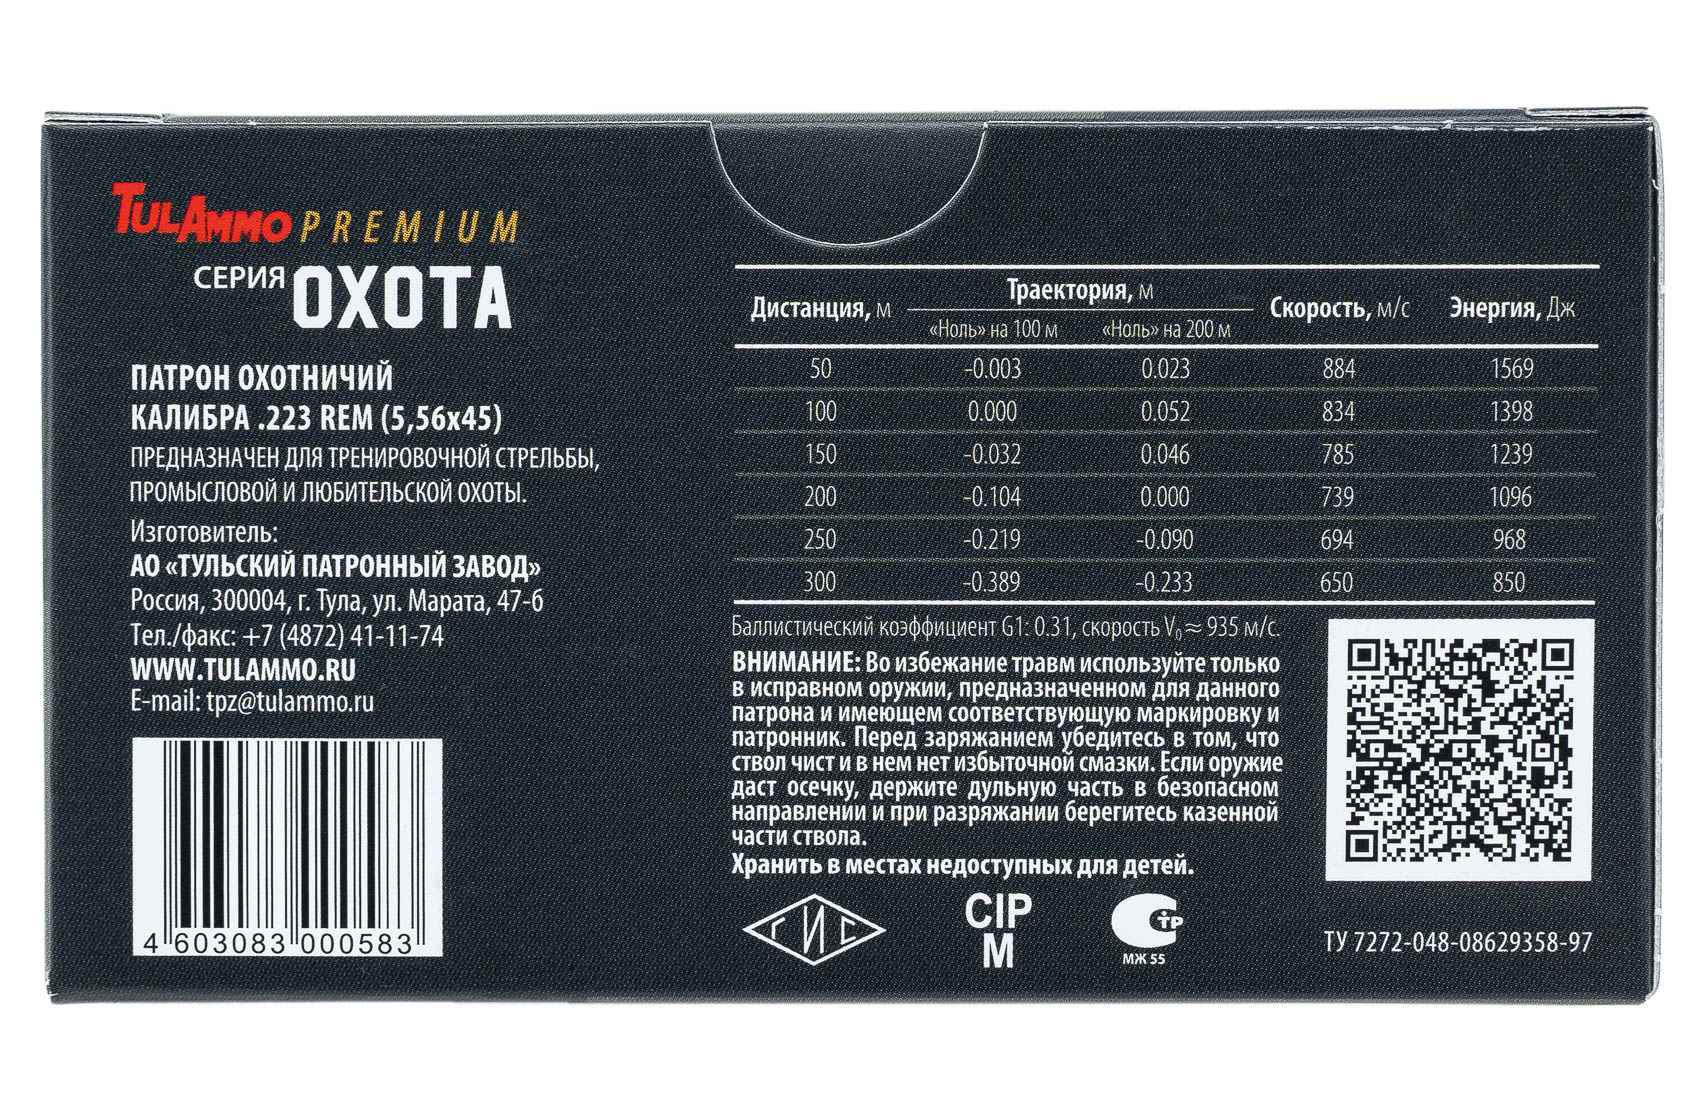 TULAMMO PREMIUM
СЕРИЯ ОХОТА
ПАТРОН ОХОТНИЧИЙ
КАЛИБРА .223 REM (5,56x45)
ПРЕДНАЗНАЧЕН ДЛЯ ТРЕНИРОВОЧНОЙ СТРЕЛЬБЫ,
ПРОМЫСЛОВОЙ И ЛЮБИТЕЛЬСКОЙ ОХОТЫ.
Изготовитель:
АО «ТУЛЬСКИЙ ПАТРОННЫЙ ЗАВОД»
Россия, 300004, г. Тула, ул. Марата, 47-б
Тел./факс: +7 (4872) 41-11-74
WWW.TULAMMO.RU
E-mail: tpz@tulammo.ru
4 603083 000583
Дистанция, м Траектория, м Скорость, м/с Энергия, Дж
«Ноль» на 100 м «Ноль» на 200 м
50 -0.003 0.023 884 1569
100 0.000 0.052 834 1398
150 -0.032 0.046 785 1239
200 -0.104 0.000 739 1096
250 -0.219 -0.090 694 968
300 -0.389 -0.233 650 850
Баллистический коэффициент G1: 0.31, скорость V₀ ≈ 935 м/с.
ВНИМАНИЕ: Во избежание травм используйте только
в исправном оружии, предназначенном для данного
патрона и имеющем соответствующую маркировку и
патронник. Перед заряжанием убедитесь в том, что
ствол чист и в нем нет избыточной смазки. Если оружие
даст осечку, держите дульную часть в безопасном
направлении и при разряжании берегитесь казенной
части ствола.
Хранить в местах недоступных для детей.
ГИС
CIP
M
ТР
МЖ 55
ТУ 7272-048-08629358-97